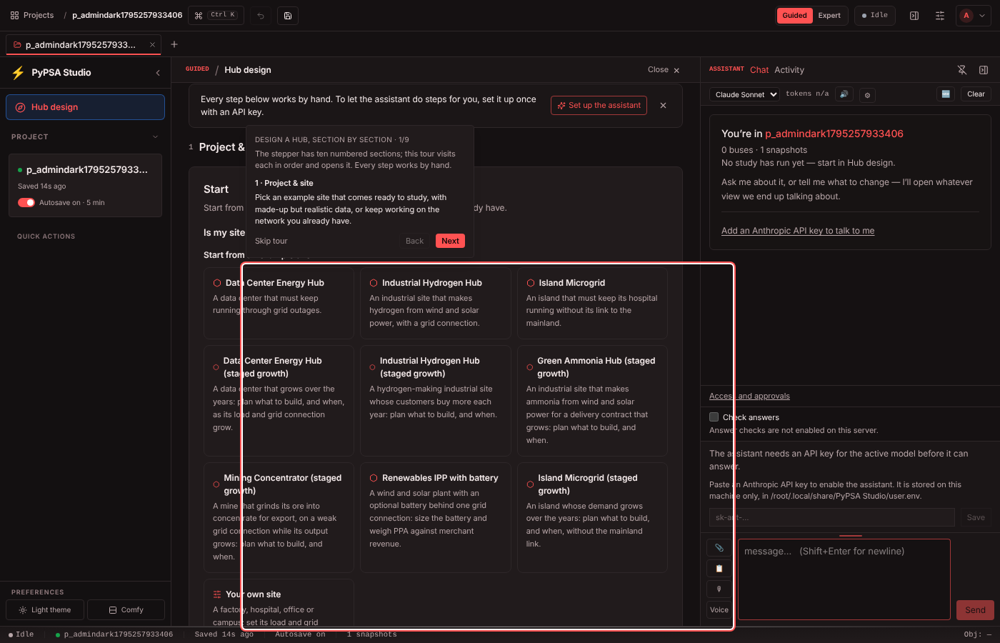 Projects / p_admindark1795257933406 ⌘ Ctrl K Guided Expert Idle A
p_admindark179525793​3... × +
PyPSA Studio
Hub design
PROJECT
p_admindark179525793​3...
Saved 14s ago
Autosave on · 5 min
QUICK ACTIONS
PREFERENCES
Light theme Comfy
GUIDED / Hub design Close ×
Every step below works by hand. To let the assistant do steps for you, set it up once
with an API key.
Set up the assistant ×
1 Project &
DESIGN A HUB, SECTION BY SECTION · 1/9
The stepper has ten numbered sections; this tour visits
each in order and opens it. Every step works by hand.
1 · Project & site
Pick an example site that comes ready to study, with
made-up but realistic data, or keep working on the
network you already have.
Skip tour Back Next
Start
Start from
have.
Is my site
Start from
Data Center Energy Hub
A data center that must keep
running through grid outages.
Industrial Hydrogen Hub
An industrial site that makes
hydrogen from wind and solar
power, with a grid connection.
Island Microgrid
An island that must keep its hospital
running without its link to the
mainland.
Data Center Energy Hub
(staged growth)
A data center that grows over the
years: plan what to build, and when,
as its load and grid connection
grow.
Industrial Hydrogen Hub
(staged growth)
A hydrogen-making industrial site
whose customers buy more each
year: plan what to build, and when.
Green Ammonia Hub (staged
growth)
An industrial site that makes
ammonia from wind and solar
power for a delivery contract that
grows: plan what to build, and
when.
Mining Concentrator (staged
growth)
A mine that grinds its ore into
concentrate for export, on a weak
grid connection while its output
grows: plan what to build, and
when.
Renewables IPP with battery
A wind and solar plant with an
optional battery behind one grid
connection: size the battery and
weigh PPA against merchant
revenue.
Island Microgrid (staged
growth)
An island whose demand grows
over the years: plan what to build,
and when, without the mainland
link.
Your own site
A factory, hospital, office or
campus: set its load and grid
ASSISTANT Chat Activity
Claude Sonnet tokens n/a Clear
You're in p_admindark1795257933406
0 buses · 1 snapshots
No study has run yet — start in Hub design.
Ask me about it, or tell me what to change — I'll open whatever
view we end up talking about.
Add an Anthropic API key to talk to me
Access and approvals
Check answers
Answer checks are not enabled on this server.
The assistant needs an API key for the active model before it can
answer.
Paste an Anthropic API key to enable the assistant. It is stored on this
machine only, in /root/.local/share/PyPSA Studio/user.env.
sk-ant-... Save
message... (Shift+Enter for newline)
Voice
Send
Idle p_admindark1795257933406 Saved 14s ago Autosave on 1 snapshots Obj: —